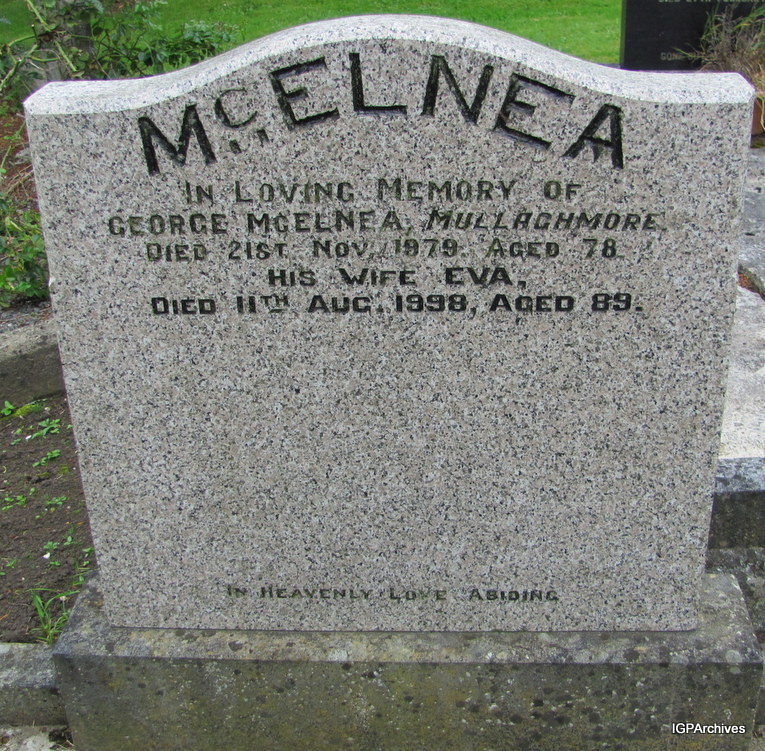 McELNEA
IN LOVING MEMORY OF
GEORGE McELNEA, MULLAGHMORE.
DIED 21ST NOV. 1979. AGED 78.
HIS WIFE EVA,
DIED 11TH AUG. 1998, AGED 89.
IN HEAVENLY LOVE ABIDING
IGPArchives